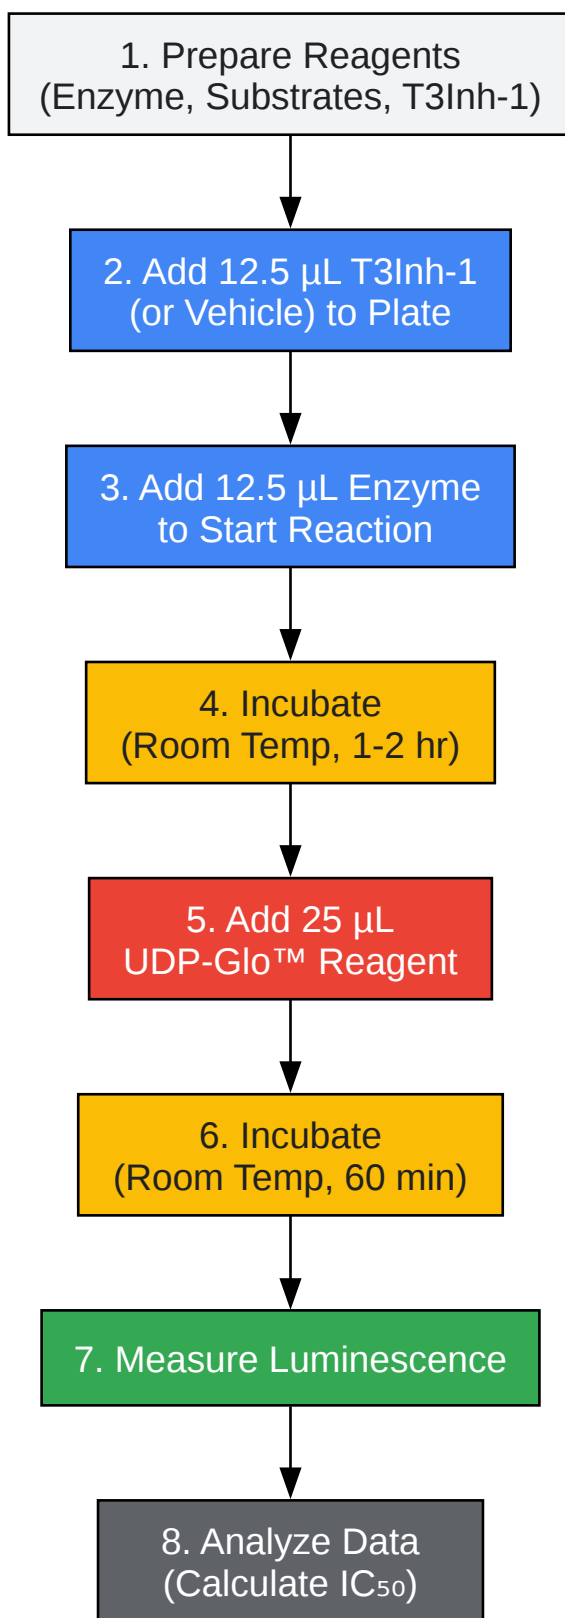 1. Prepare Reagents
(Enzyme, Substrates, T3Inh-1)
2. Add 12.5 µL T3Inh-1
(or Vehicle) to Plate
3. Add 12.5 µL Enzyme
to Start Reaction
4. Incubate
(Room Temp, 1-2 hr)
5. Add 25 µL
UDP-Glo™ Reagent
6. Incubate
(Room Temp, 60 min)
7. Measure Luminescence
8. Analyze Data
(Calculate IC₅₀)